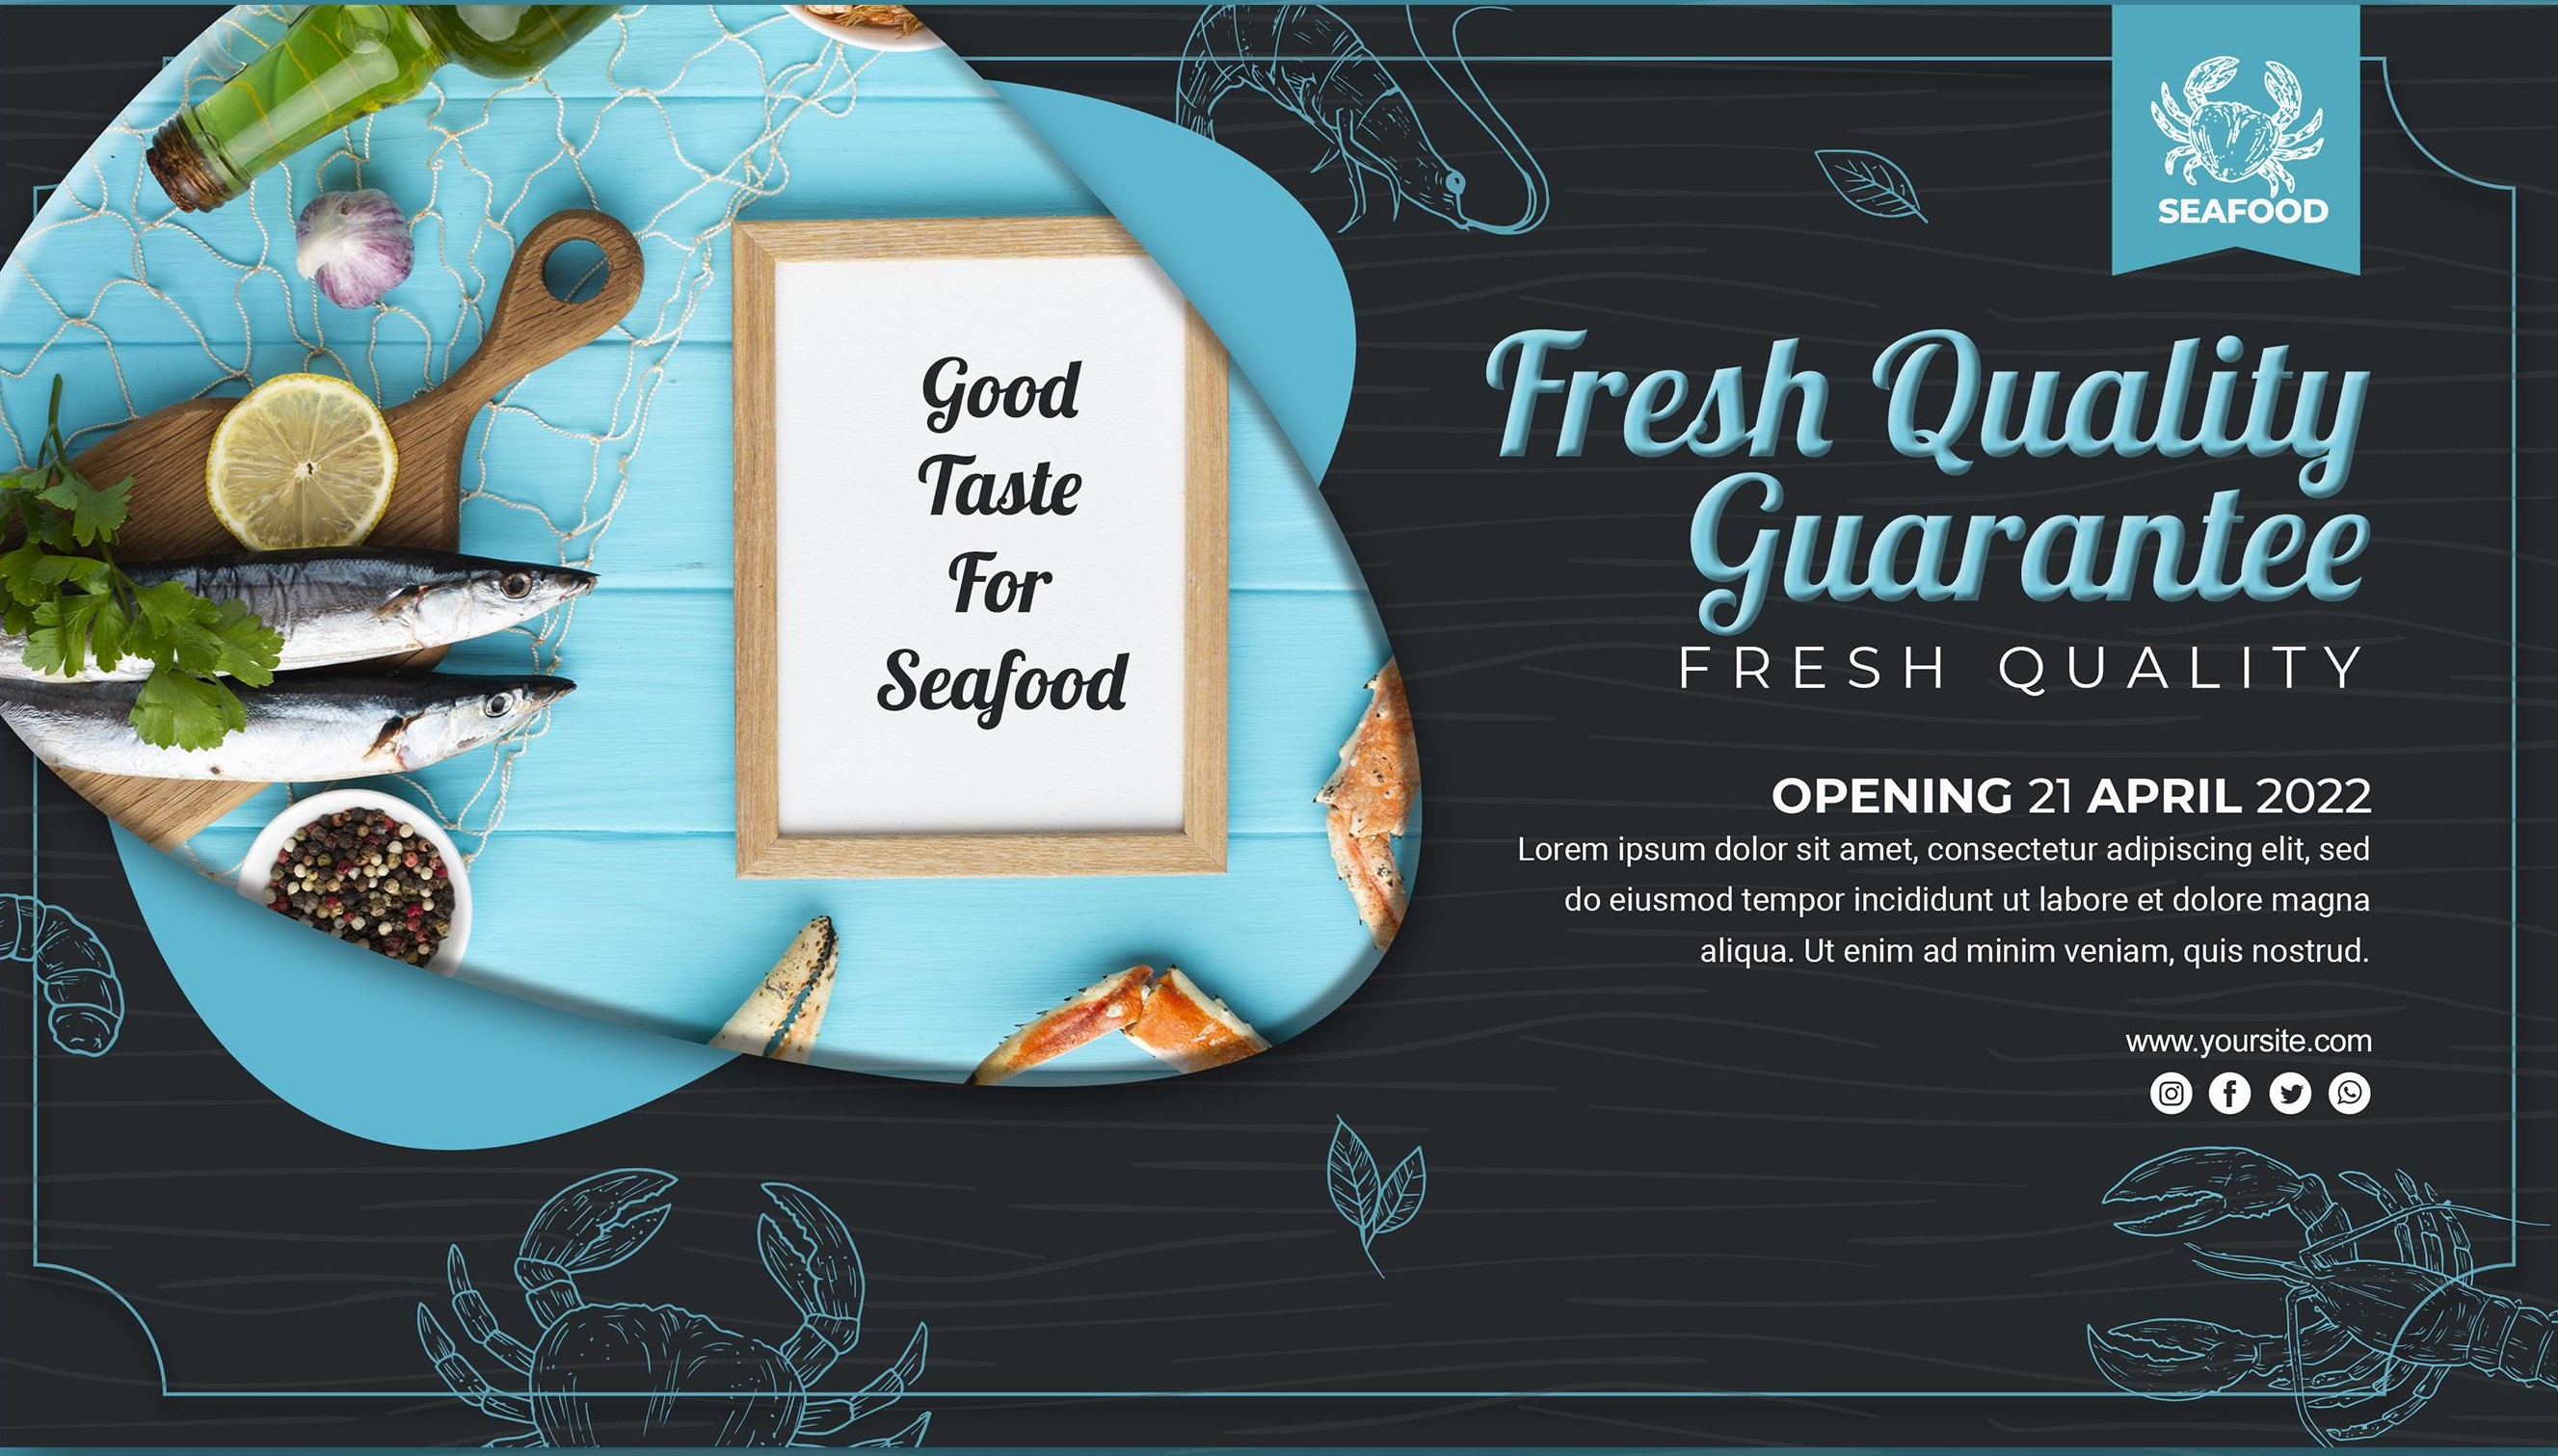 SEAFOOD
Good
Taste
For
Seafood
Fresh Quality
Guarantee
FRESH QUALITY
OPENING 21 APRIL 2022
Lorem ipsum dolor sit amet, consectetur adipiscing elit, sed
do eiusmod tempor incididunt ut labore et dolore magna
aliqua. Ut enim ad minim veniam, quis nostrud.
www.yoursite.com